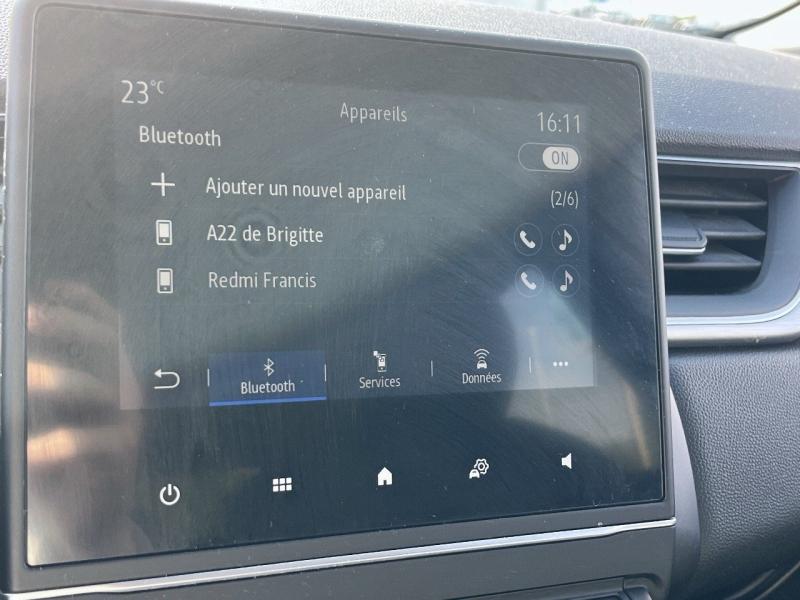 23°C
Appareils
16:11
Bluetooth
ON
Ajouter un nouvel appareil
(2/6)
A22 de Brigitte
Redmi Francis
Bluetooth
Services
Données